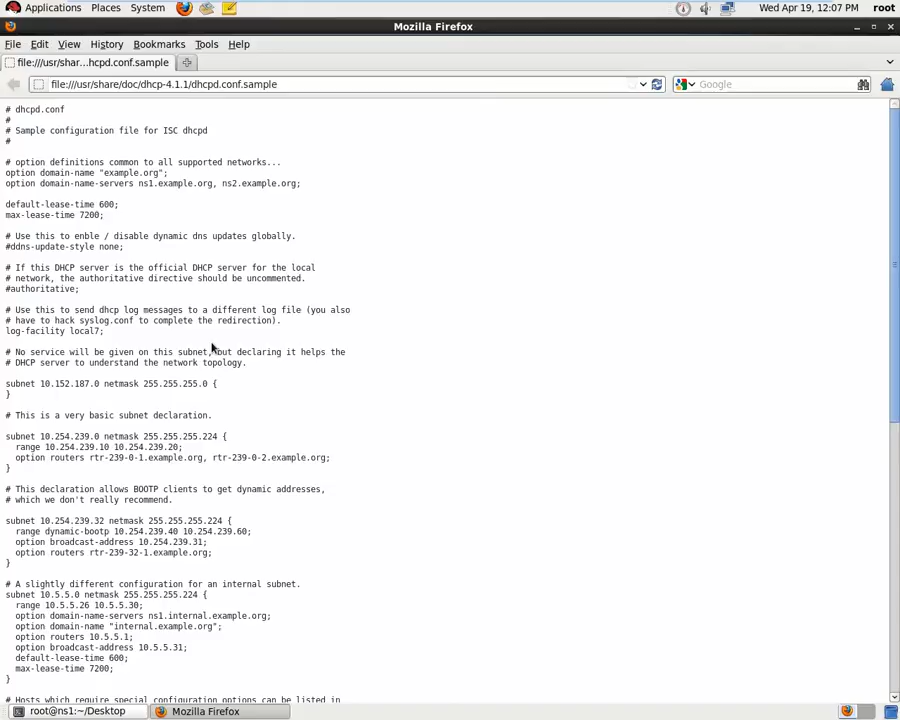 Applications Places System Wed Apr 19, 12:07 PM root
Mozilla Firefox
File Edit View History Bookmarks Tools Help
file:///usr/shar...hcpd.conf.sample
file:///usr/share/doc/dhcp-4.1.1/dhcpd.conf.sample Google
# dhcpd.conf
#
# Sample configuration file for ISC dhcpd
#
# option definitions common to all supported networks...
option domain-name "example.org";
option domain-name-servers ns1.example.org, ns2.example.org;
default-lease-time 600;
max-lease-time 7200;
# Use this to enble / disable dynamic dns updates globally.
#ddns-update-style none;
# If this DHCP server is the official DHCP server for the local
# network, the authoritative directive should be uncommented.
#authoritative;
# Use this to send dhcp log messages to a different log file (you also
# have to hack syslog.conf to complete the redirection).
log-facility local7;
# No service will be given on this subnet, but declaring it helps the
# DHCP server to understand the network topology.
subnet 10.152.187.0 netmask 255.255.255.0 {
}
# This is a very basic subnet declaration.
subnet 10.254.239.0 netmask 255.255.255.224 {
range 10.254.239.10 10.254.239.20;
option routers rtr-239-0-1.example.org, rtr-239-0-2.example.org;
}
# This declaration allows BOOTP clients to get dynamic addresses,
# which we don't really recommend.
subnet 10.254.239.32 netmask 255.255.255.224 {
range dynamic-bootp 10.254.239.40 10.254.239.60;
option broadcast-address 10.254.239.31;
option routers rtr-239-32-1.example.org;
}
# A slightly different configuration for an internal subnet.
subnet 10.5.5.0 netmask 255.255.255.224 {
range 10.5.5.26 10.5.5.30;
option domain-name-servers ns1.internal.example.org;
option domain-name "internal.example.org";
option routers 10.5.5.1;
option broadcast-address 10.5.5.31;
default-lease-time 600;
max-lease-time 7200;
}
# Hosts which require special configuration options can be listed in
root@ns1:~/Desktop Mozilla Firefox